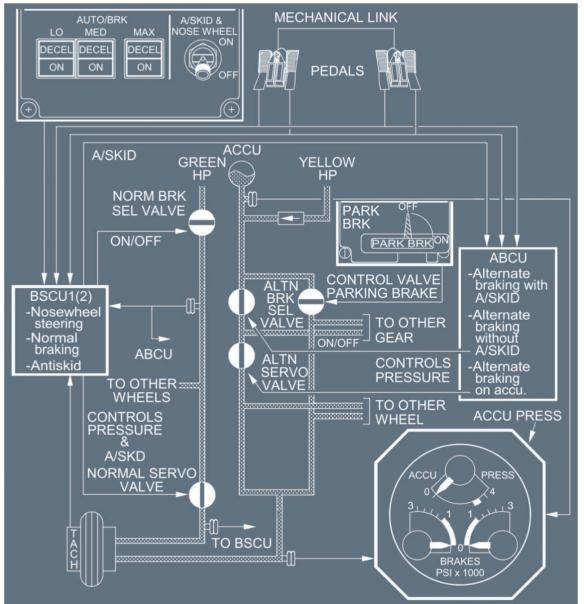 AUTO/BRK
LO MED MAX
DECEL DECEL DECEL
ON ON ON
A/SKID &
NOSE WHEEL
ON
OFF
MECHANICAL LINK
PEDALS
A/SKID
GREEN
HP
ACCU
YELLOW
HP
NORM BRK
SEL VALVE
ON/OFF
PARK
BRK
OFF
PARK BRK
ON
BSCU1(2)
-Nosewheel
steering
-Normal
braking
-Antiskid
ABCU
ALTN
BRK
SEL
VALVE
CONTROL VALVE
PARKING BRAKE
ABCU
-Alternate
braking with
A/SKID
-Alternate
braking
without
A/SKID
-Alternate
braking
on accu.
TO OTHER
GEAR
ON/OFF
ALTN
SERVO
VALVE
CONTROLS
PRESSURE
TO OTHER
WHEELS
TO OTHER
WHEEL
CONTROLS
PRESSURE
&
A/SKD
NORMAL SERVO
VALVE
ACCU PRESS
ACCU PRESS
0 4
3 1 1 3
0
BRAKES
PSI x 1000
TO BSCU
TACH